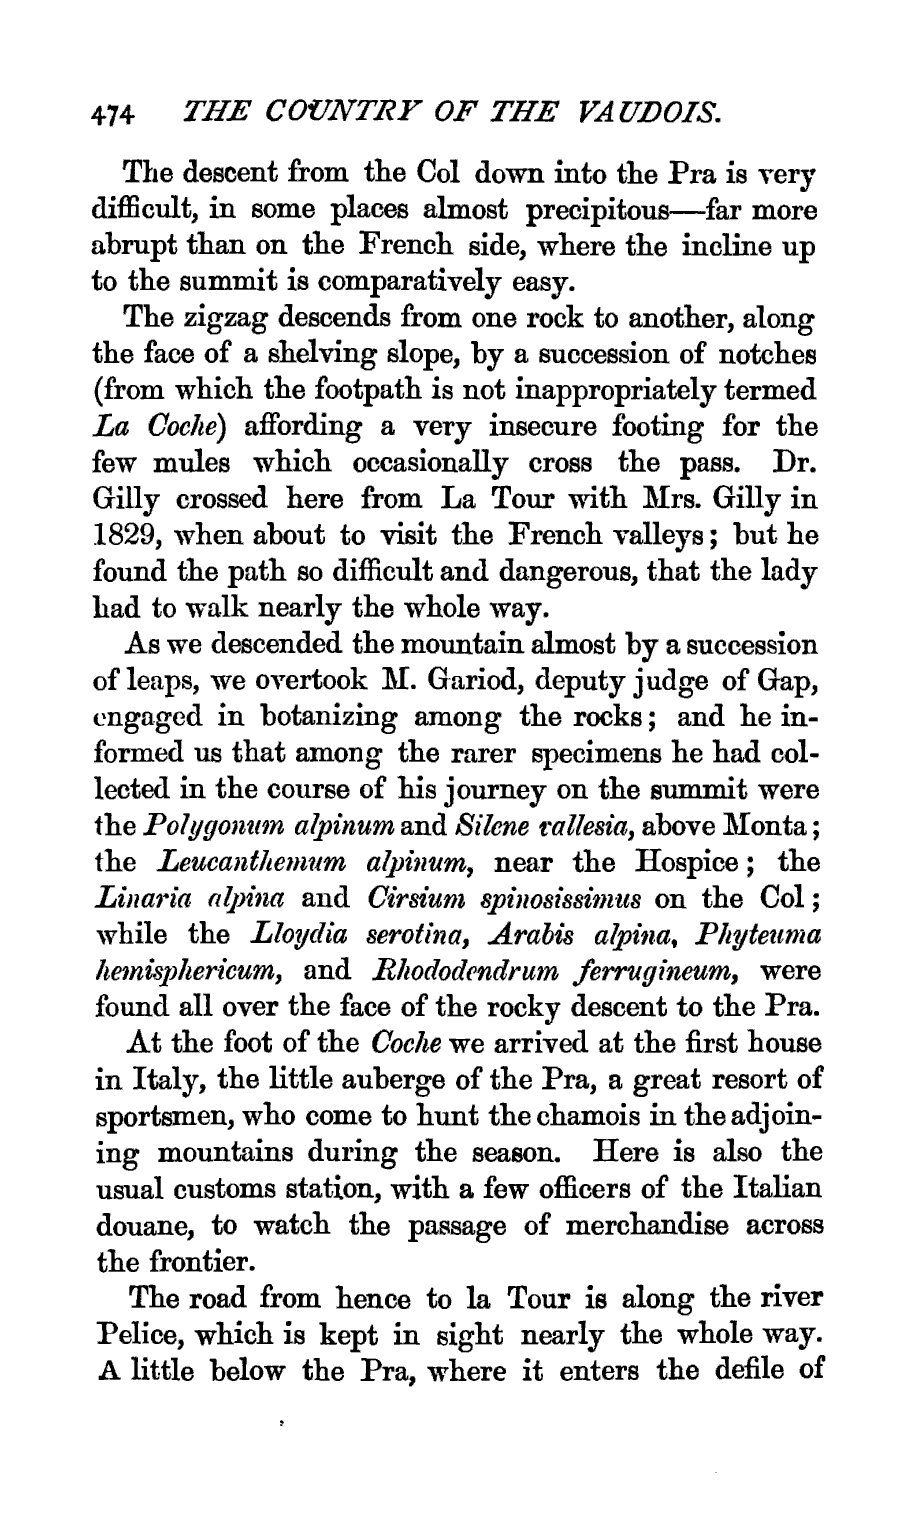 474 THE COUNTRY OF THE VAUDOIS.
The descent from the Col down into the Pra is very
difficult, in some places almost precipitous—far more
abrupt than on the French side, where the incline up
to the summit is comparatively easy.
The zigzag descends from one rock to another, along
the face of a shelving slope, by a succession of notches
(from which the footpath is not inappropriately termed
La Coche) affording a very insecure footing for the
few mules which occasionally cross the pass. Dr.
Gilly crossed here from La Tour with Mrs. Gilly in
1829, when about to visit the French valleys; but he
found the path so difficult and dangerous, that the lady
had to walk nearly the whole way.
As we descended the mountain almost by a succession
of leaps, we overtook M. Gariod, deputy judge of Gap,
engaged in botanizing among the rocks; and he in-
formed us that among the rarer specimens he had col-
lected in the course of his journey on the summit were
the Polygonum alpinum and Silene vallesia, above Monta;
the Leucanthemum alpinum, near the Hospice; the
Linaria alpina and Cirsium spinosissimus on the Col;
while the Lloydia serotina, Arabis alpina, Phyteuma
hemisphericum, and Rhododendrum ferrugineum, were
found all over the face of the rocky descent to the Pra.
At the foot of the Coche we arrived at the first house
in Italy, the little auberge of the Pra, a great resort of
sportsmen, who come to hunt the chamois in the adjoin-
ing mountains during the season. Here is also the
usual customs station, with a few officers of the Italian
douane, to watch the passage of merchandise across
the frontier.
The road from hence to la Tour is along the river
Pelice, which is kept in sight nearly the whole way.
A little below the Pra, where it enters the defile of